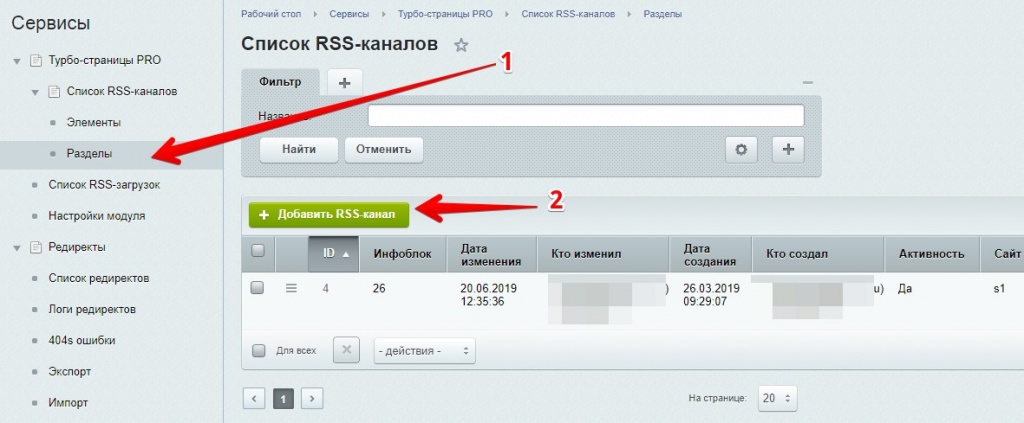 Сервисы
Турбо-страницы PRO
Список RSS-каналов
Элементы
Разделы
Список RSS-загрузок
Настройки модуля
Редиректы
Список редиректов
Логи редиректов
404s ошибки
Экспорт
Импорт
Рабочий стол Сервисы Турбо-страницы PRO Список RSS-каналов Разделы
Список RSS-каналов
1
Фильтр
Найти Отменить
2
Добавить RSS-канал
ID Инфоблок Дата изменения Кто изменил Дата создания Кто создал Активность Сайт
4 26 20.06.2019 12:35:36 ) 26.03.2019 09:29:07 u) Да s1
Для всех - действия -
1 На странице: 20